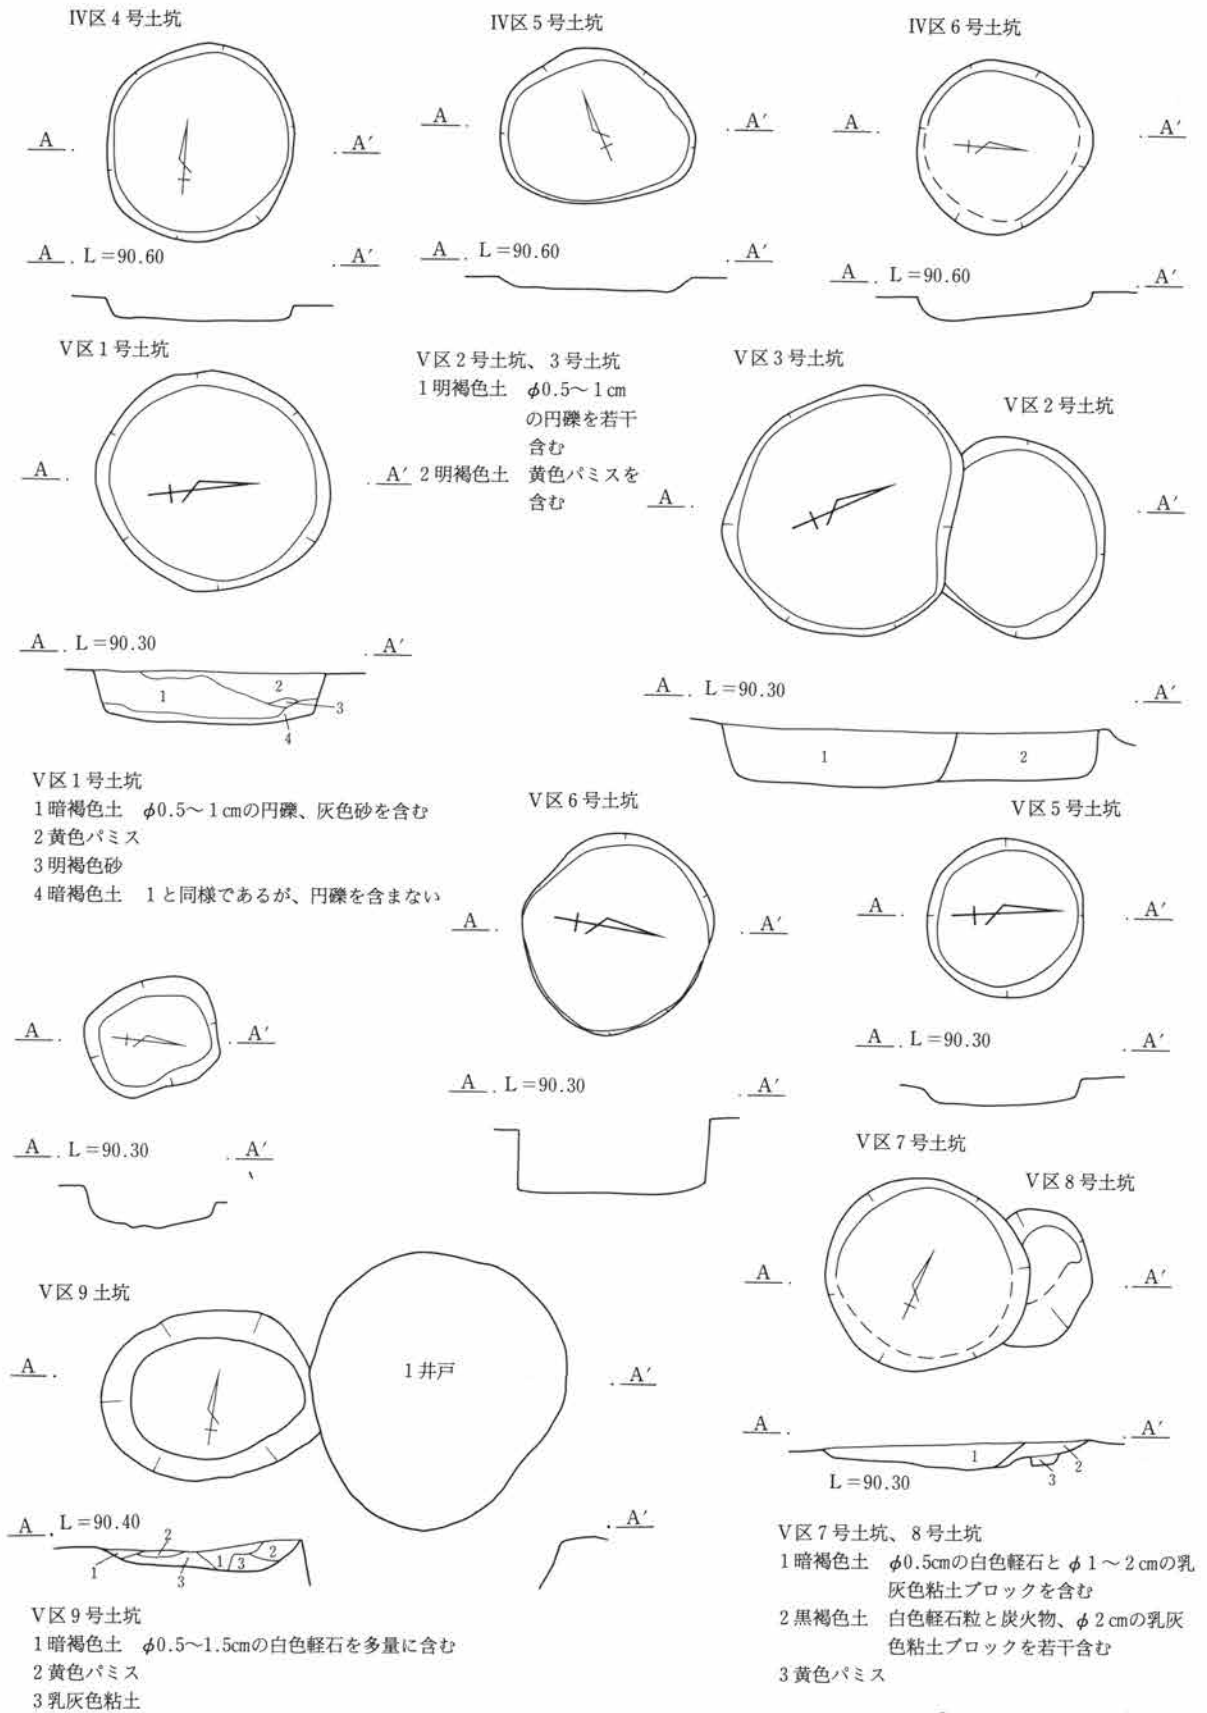 IV区4号土坑
IV区5号土坑
IV区6号土坑
A . . A′
A . . A′
A . . A′
A . L=90.60 . A′
A . L=90.60 . A′
A . L=90.60 . A′
V区1号土坑
A . . A′
A . L=90.30 . A′
1
2
3
4
V区1号土坑
1暗褐色土 φ0.5～1cmの円礫、灰色砂を含む
2黄色パミス
3明褐色砂
4暗褐色土 1と同様であるが、円礫を含まない
V区2号土坑、3号土坑
1明褐色土 φ0.5～1cm
の円礫を若干
含む
2明褐色土 黄色パミスを
含む
V区3号土坑
V区2号土坑
A . . A′
A . L=90.30 . A′
1
2
V区6号土坑
A . . A′
A . L=90.30 . A′
V区5号土坑
A . . A′
A . L=90.30 . A′
A . . A′
A . L=90.30 . A′
V区7号土坑
V区8号土坑
A . . A′
A . . A′
1
2
3
L=90.30
V区7号土坑、8号土坑
1暗褐色土 φ0.5cmの白色軽石とφ1～2cmの乳
灰色粘土ブロックを含む
2黒褐色土 白色軽石粒と炭火物、φ2cmの乳灰
色粘土ブロックを若干含む
3黄色パミス
V区9土坑
1井戸
A . . A′
A . L=90.40 . A′
2
1 3 2
1
3
V区9号土坑
1暗褐色土 φ0.5～1.5cmの白色軽石を多量に含む
2黄色パミス
3乳灰色粘土